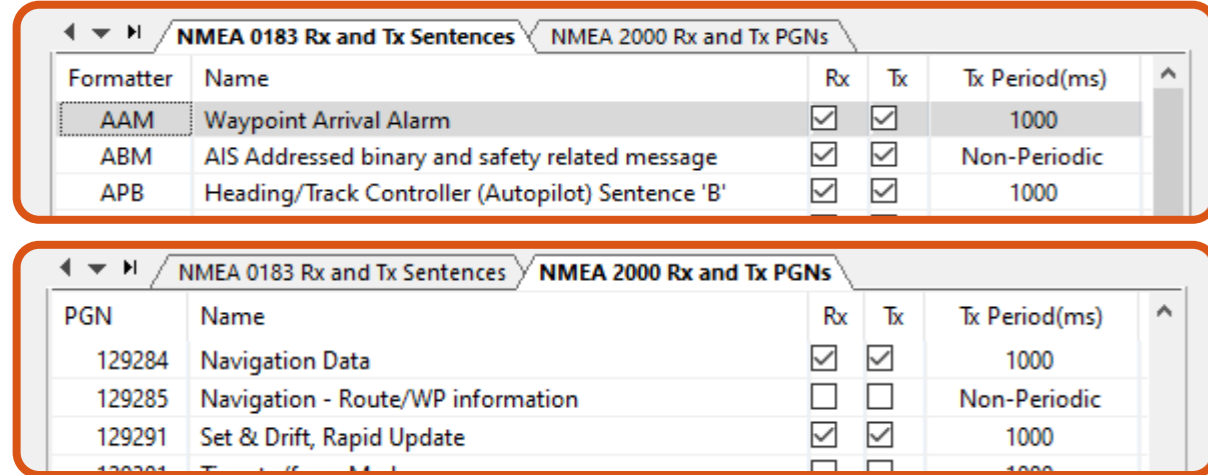 NMEA 0183 Rx and Tx Sentences NMEA 2000 Rx and Tx PGNs
Formatter Name Rx Tx Tx Period(ms)
AAM Waypoint Arrival Alarm 1000
ABM AIS Addressed binary and safety related message Non-Periodic
APB Heading/Track Controller (Autopilot) Sentence 'B' 1000
NMEA 0183 Rx and Tx Sentences NMEA 2000 Rx and Tx PGNs
PGN Name Rx Tx Tx Period(ms)
129284 Navigation Data 1000
129285 Navigation - Route/WP information Non-Periodic
129291 Set & Drift, Rapid Update 1000